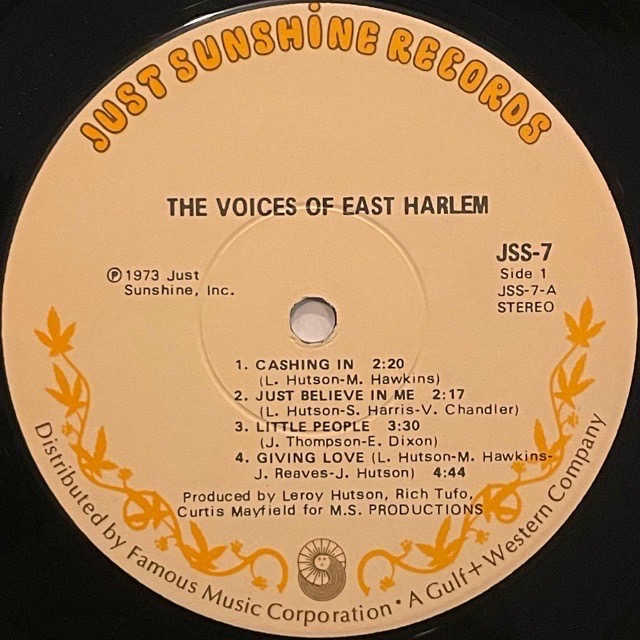 JUST SUNSHINE RECORDS
THE VOICES OF EAST HARLEM
JSS-7
Side 1
JSS-7-A
STEREO
℗ 1973 Just
Sunshine, Inc.
1. CASHING IN 2:20
(L. Hutson-M. Hawkins)
2. JUST BELIEVE IN ME 2:17
(L. Hutson-S. Harris-V. Chandler)
3. LITTLE PEOPLE 3:30
(J. Thompson-E. Dixon)
4. GIVING LOVE (L. Hutson-M. Hawkins-
J. Reaves-J. Hutson) 4:44
Produced by Leroy Hutson, Rich Tufo,
Curtis Mayfield for M.S. PRODUCTIONS
Distributed by Famous Music Corporation • A Gulf+Western Company